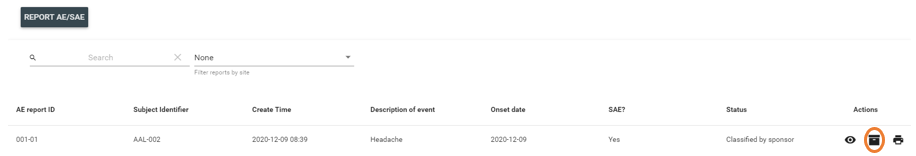 REPORT AE/SAE
Search
None
Filter reports by site
AE report ID Subject Identifier Create Time Description of event Onset date SAE? Status Actions
001-01 AAL-002 2020-12-09 08:39 Headache 2020-12-09 Yes Classified by sponsor